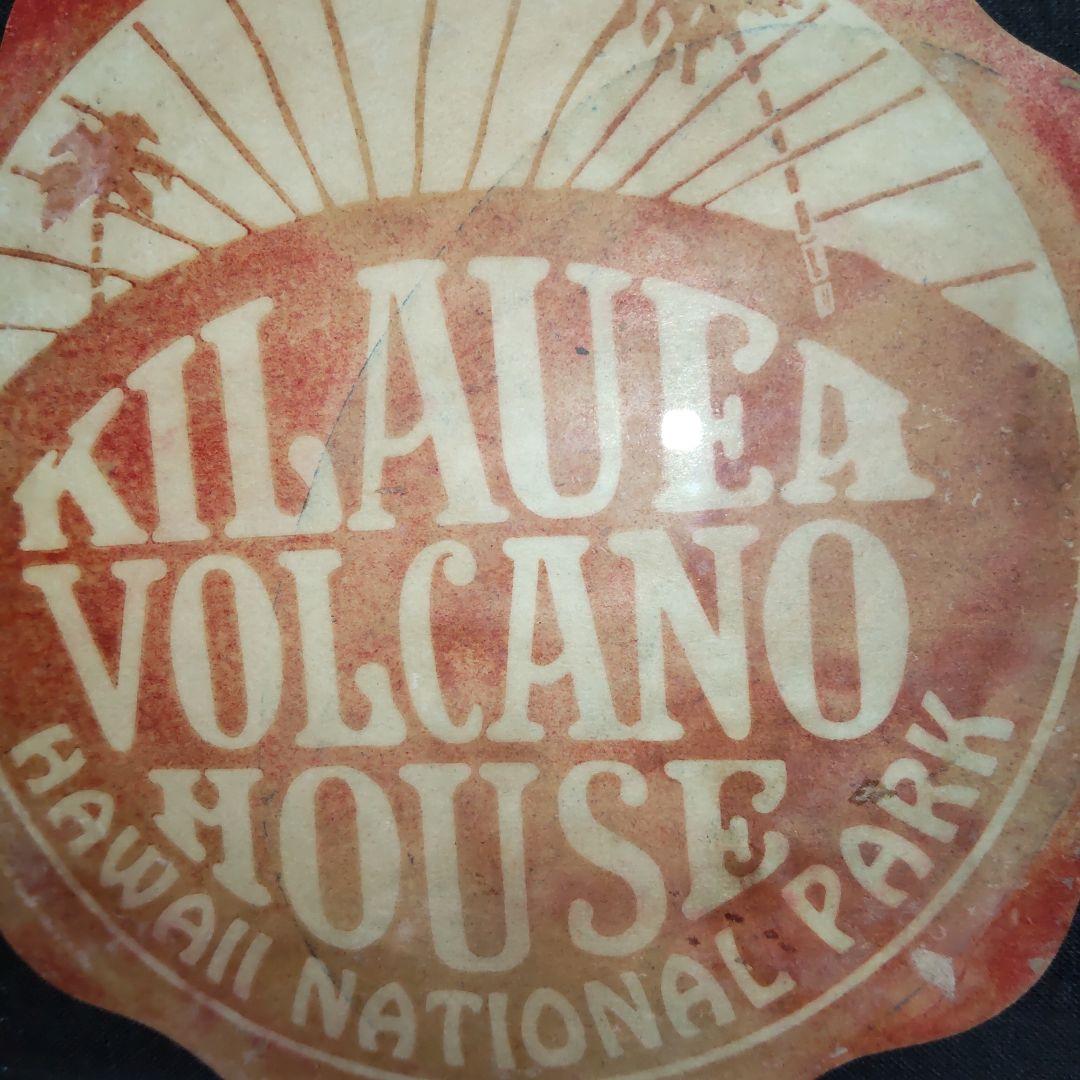 KILAUEA
VOLCANO
HOUSE
HAWAII NATIONAL PARK